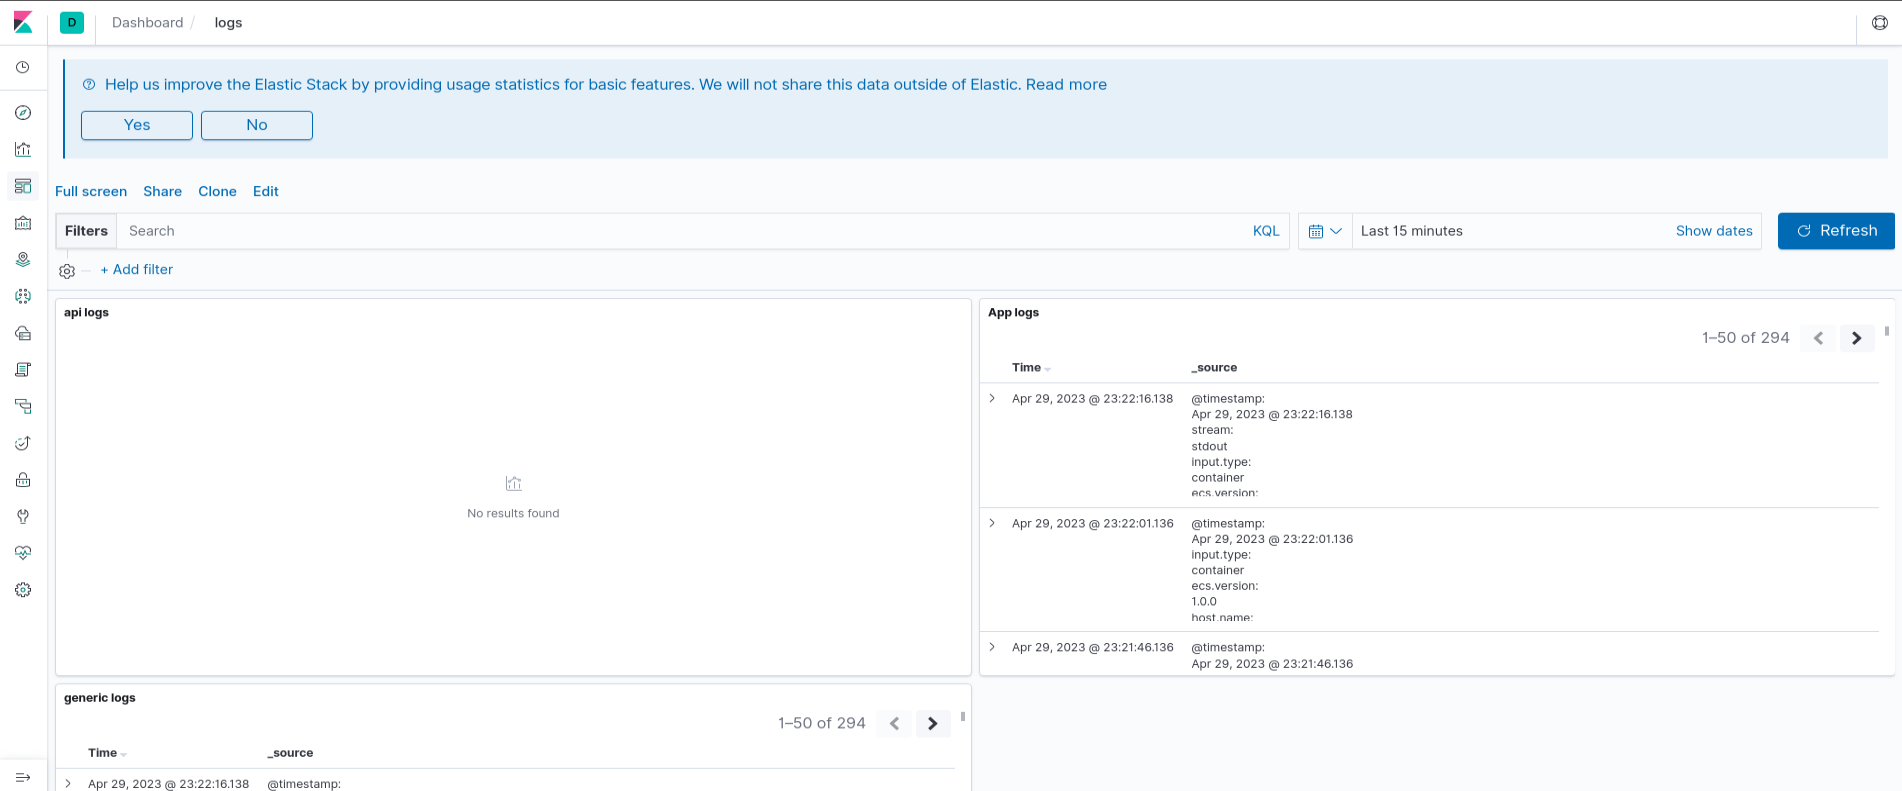 D Dashboard / logs
Help us improve the Elastic Stack by providing usage statistics for basic features. We will not share this data outside of Elastic. Read more
Yes No
Full screen Share Clone Edit
Filters Search KQL Last 15 minutes Show dates Refresh
+ Add filter
api logs
No results found
App logs
1–50 of 294
Time _source
Apr 29, 2023 @ 23:22:16.138 @timestamp:
Apr 29, 2023 @ 23:22:16.138
stream:
stdout
input.type:
container
ecs.version:
Apr 29, 2023 @ 23:22:01.136 @timestamp:
Apr 29, 2023 @ 23:22:01.136
input.type:
container
ecs.version:
1.0.0
host.name:
Apr 29, 2023 @ 23:21:46.136 @timestamp:
Apr 29, 2023 @ 23:21:46.136
generic logs
1–50 of 294
Time _source
Apr 29, 2023 @ 23:22:16.138 @timestamp: